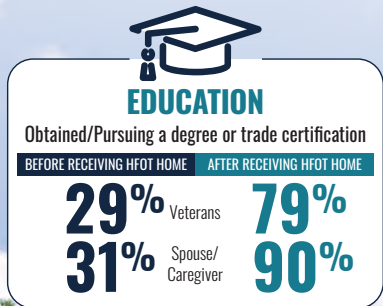 EDUCATION
Obtained/Pursuing a degree or trade certification
BEFORE RECEIVING HFOT HOME AFTER RECEIVING HFOT HOME
29% Veterans 79%
31% Spouse/
Caregiver 90%